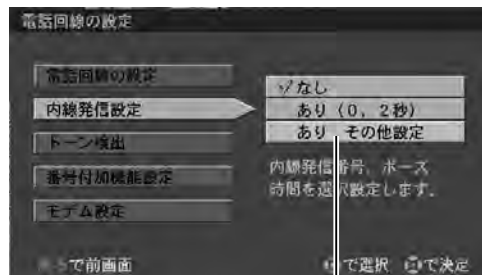 電話回線の設定
電話回線の設定
内線発信設定
トーン検出
番号付加機能設定
モデム設定
なし
あり (0, 2秒)
あり その他設定
内線発信番号, ポーズ
時間を選択設定します.
で前画面
で選択
で決定